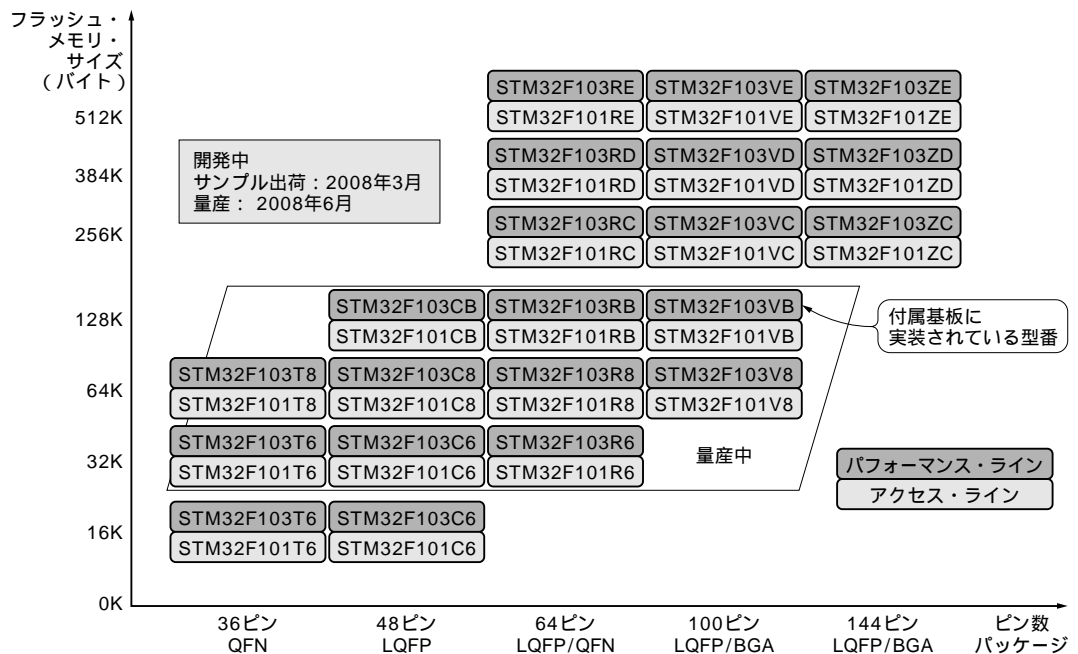 フラッシュ・
メモリ・
サイズ
(バイト)
512K
384K
256K
128K
64K
32K
16K
0K
STM32F103RE STM32F103VE STM32F103ZE
STM32F101RE STM32F101VE STM32F101ZE
開発中
サンプル出荷:2008年3月
量産: 2008年6月
STM32F103RD STM32F103VD STM32F103ZD
STM32F101RD STM32F101VD STM32F101ZD
STM32F103RC STM32F103VC STM32F103ZC
STM32F101RC STM32F101VC STM32F101ZC
STM32F103CB STM32F103RB STM32F103VB
STM32F101CB STM32F101RB STM32F101VB
付属基板に
実装されている型番
STM32F103T8 STM32F103C8 STM32F103R8 STM32F103V8
STM32F101T8 STM32F101C8 STM32F101R8 STM32F101V8
STM32F103T6 STM32F103C6 STM32F103R6
STM32F101T6 STM32F101C6 STM32F101R6
量産中
パフォーマンス・ライン
アクセス・ライン
STM32F103T6 STM32F103C6
STM32F101T6 STM32F101C6
36ピン 48ピン 64ピン 100ピン 144ピン ピン数
QFN LQFP LQFP/QFN LQFP/BGA LQFP/BGA パッケージ